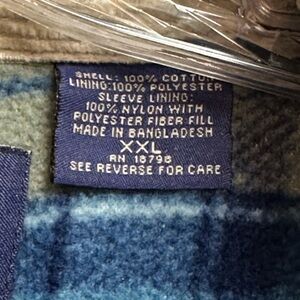 SHELL: 100% COTTON
LINING: 100% POLYESTER
SLEEVE LINING:
100% NYLON WITH
POLYESTER FIBER FILL
MADE IN BANGLADESH
XXL
RN 18798
SEE REVERSE FOR CARE